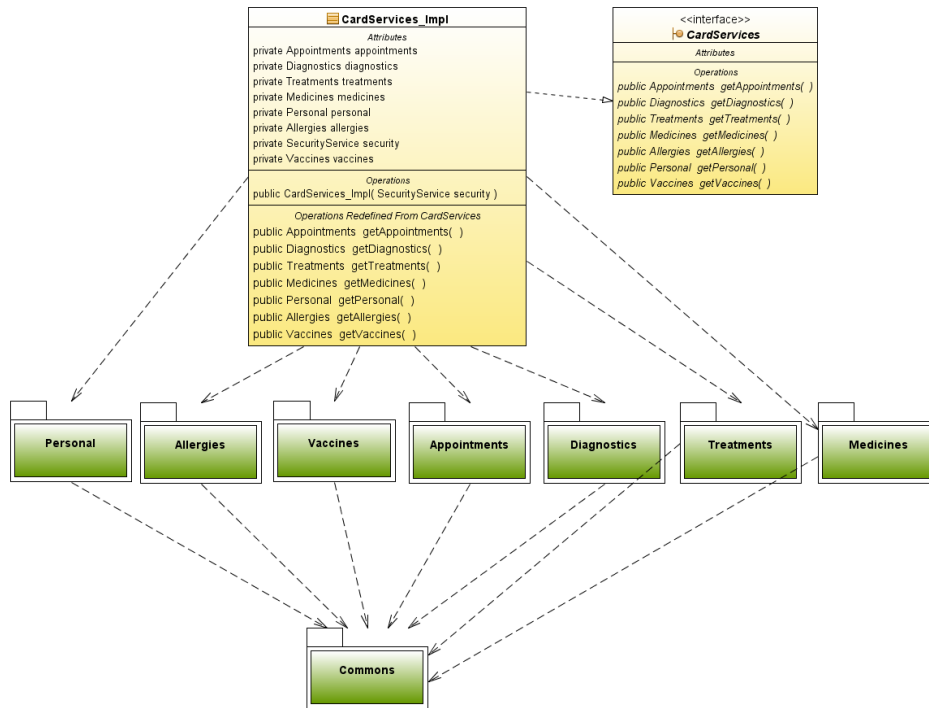 CardServices_Impl
Attributes
private Appointments appointments
private Diagnostics diagnostics
private Treatments treatments
private Medicines medicines
private Personal personal
private Allergies allergies
private SecurityService security
private Vaccines vaccines
Operations
public CardServices_Impl( SecurityService security )
Operations Redefined From CardServices
public Appointments getAppointments( )
public Diagnostics getDiagnostics( )
public Treatments getTreatments( )
public Medicines getMedicines( )
public Personal getPersonal( )
public Allergies getAllergies( )
public Vaccines getVaccines( )
<<interface>>
CardServices
Attributes
Operations
public Appointments getAppointments( )
public Diagnostics getDiagnostics( )
public Treatments getTreatments( )
public Medicines getMedicines( )
public Allergies getAllergies( )
public Personal getPersonal( )
public Vaccines getVaccines( )
Personal
Allergies
Vaccines
Appointments
Diagnostics
Treatments
Medicines
Commons